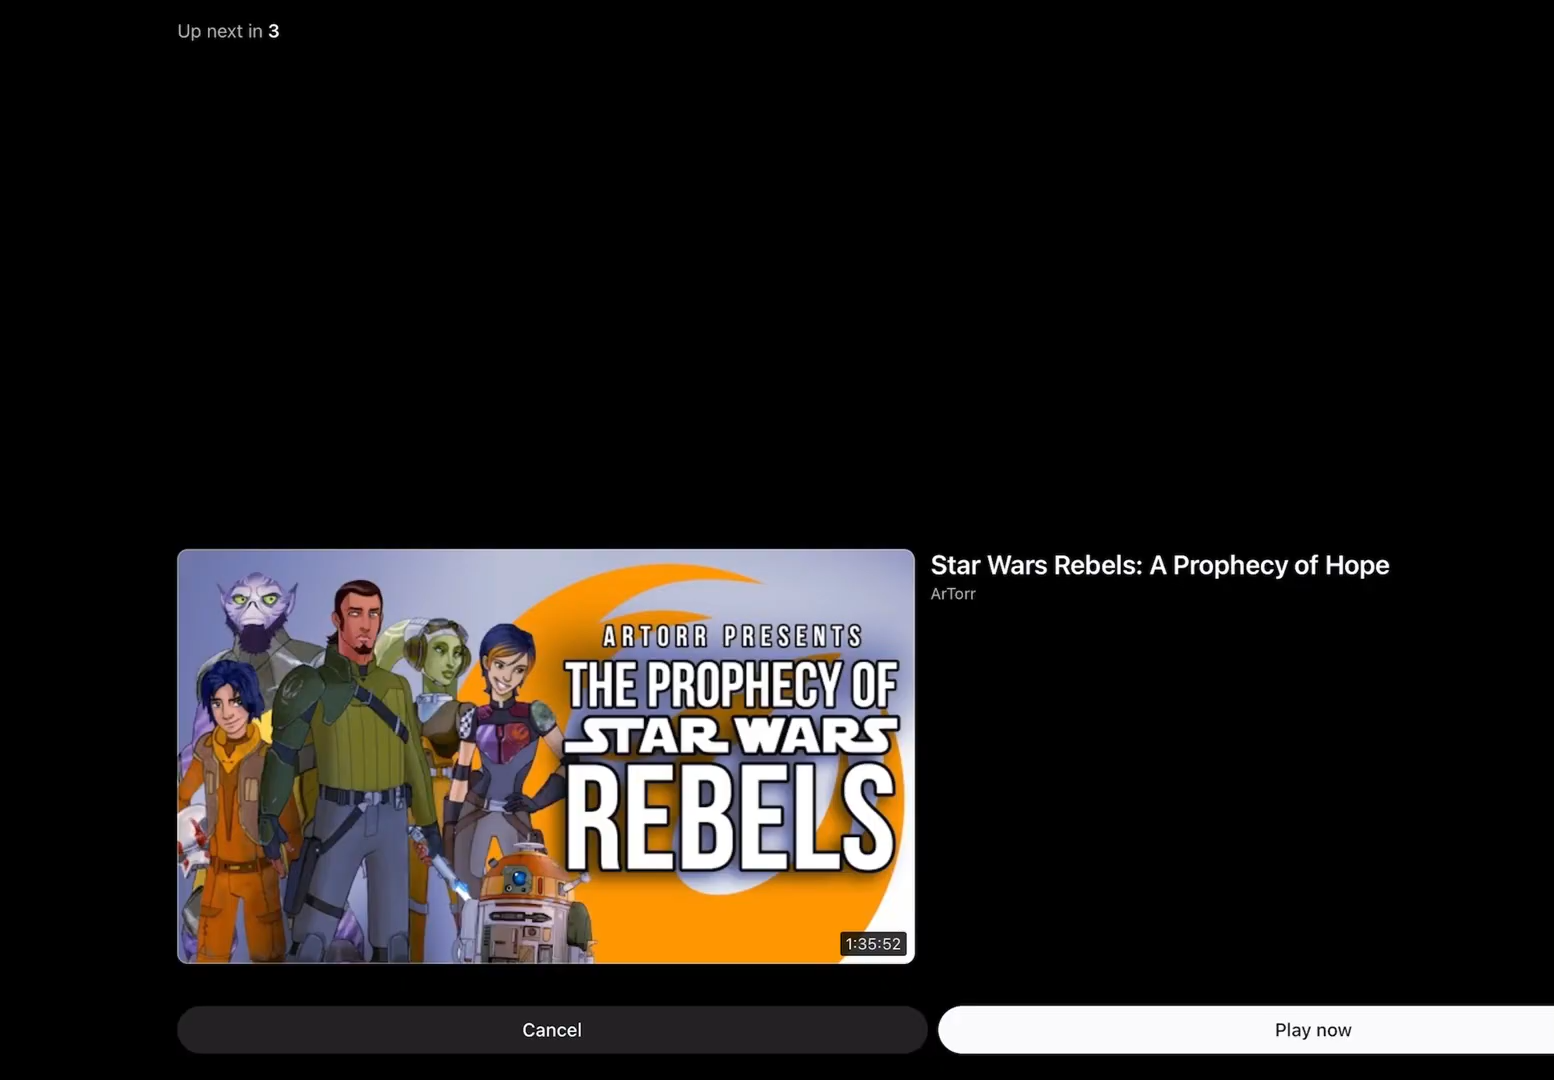 Up next in 3
ARTORR PRESENTS
THE PROPHECY OF
STAR WARS
REBELS
1:35:52
Star Wars Rebels: A Prophecy of Hope
ArTorr
Cancel
Play now